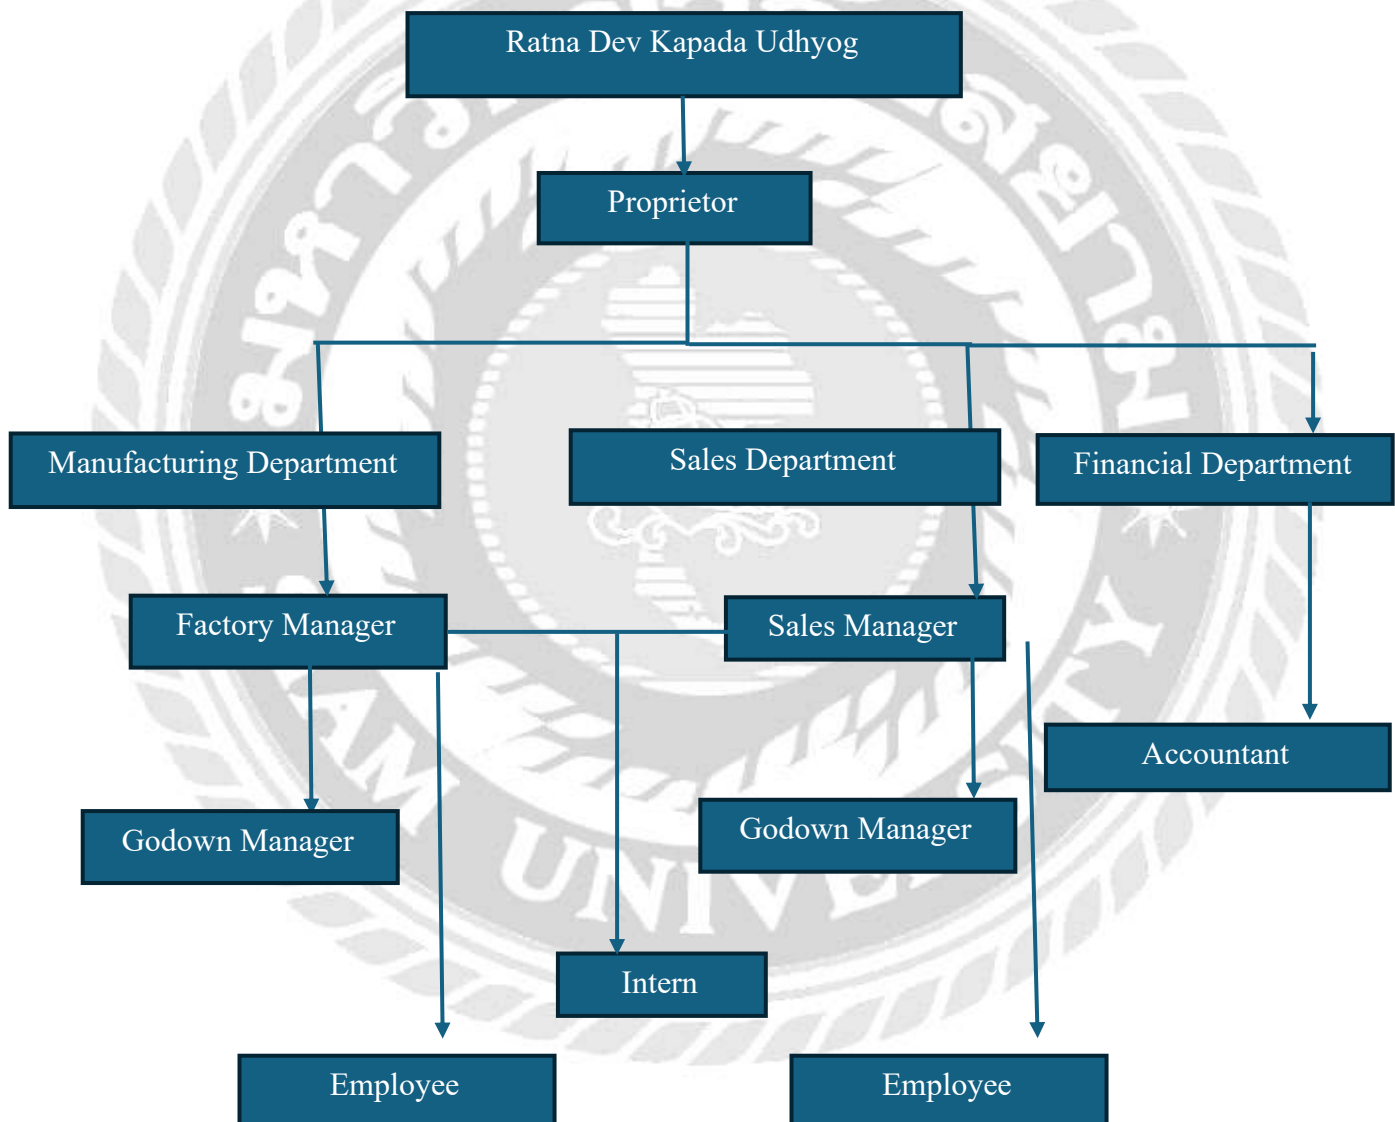 Ratna Dev Kapada Udhyog
Proprietor
Manufacturing Department
Sales Department
Financial Department
Factory Manager
Sales Manager
Accountant
Godown Manager
Godown Manager
Intern
Employee
Employee
UNIVERSITY